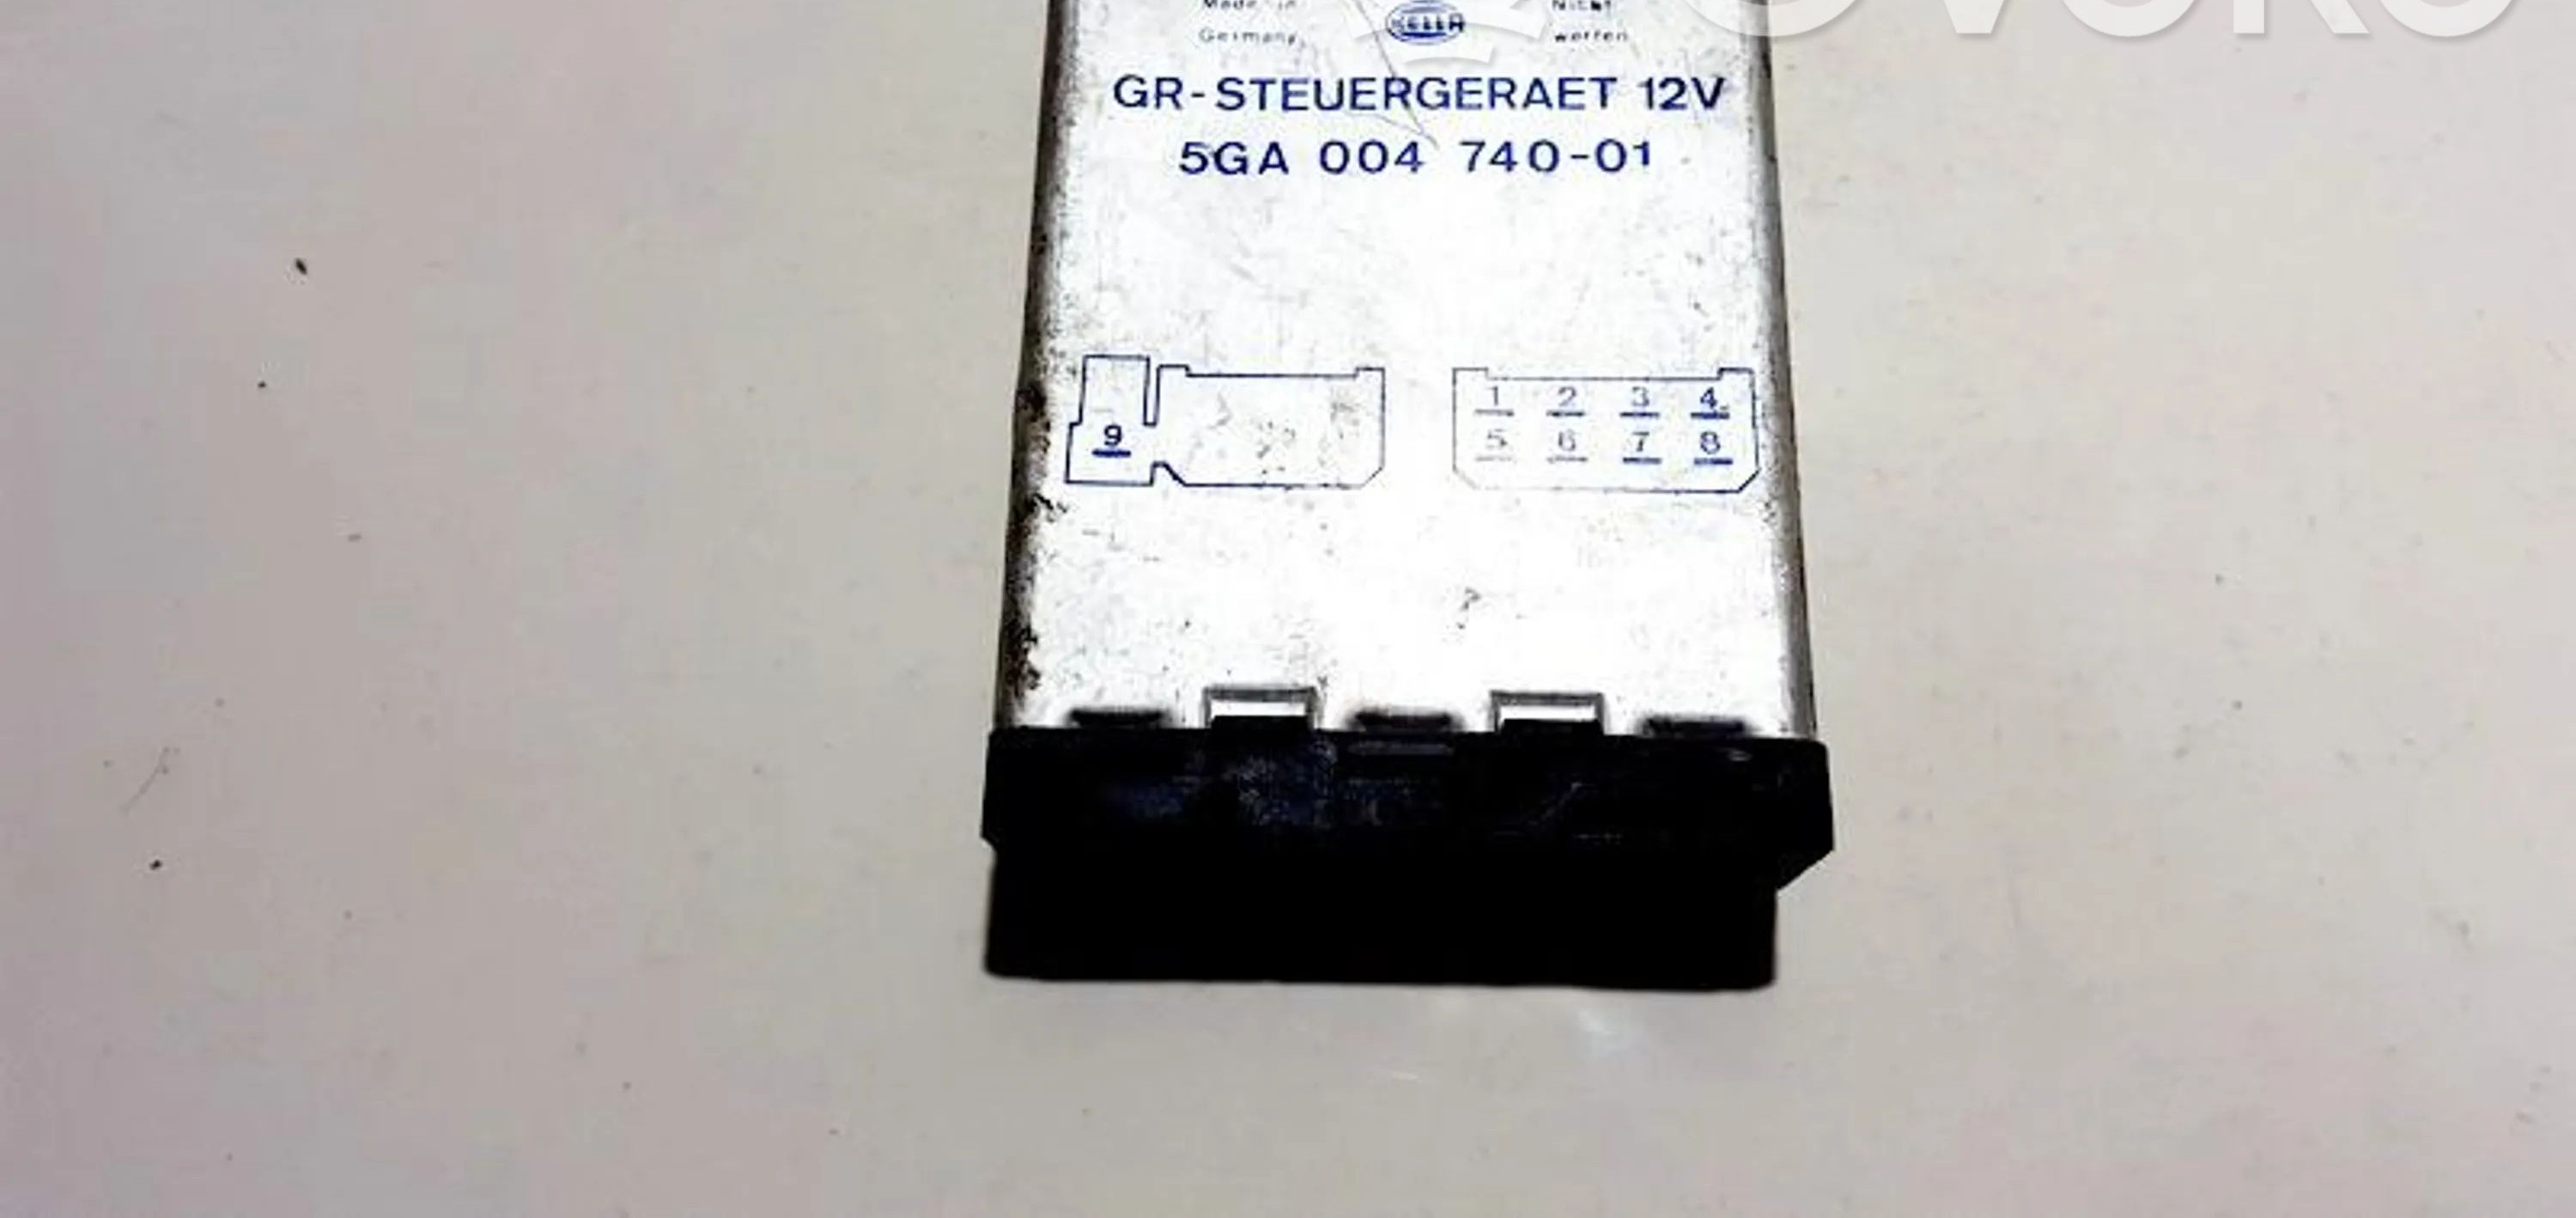 Made in
Germany
HELLA
Nicht
werfen
GR-STEUERGERAET 12V
5GA 004 740-01
9
1 2 3 4
5 6 7 8